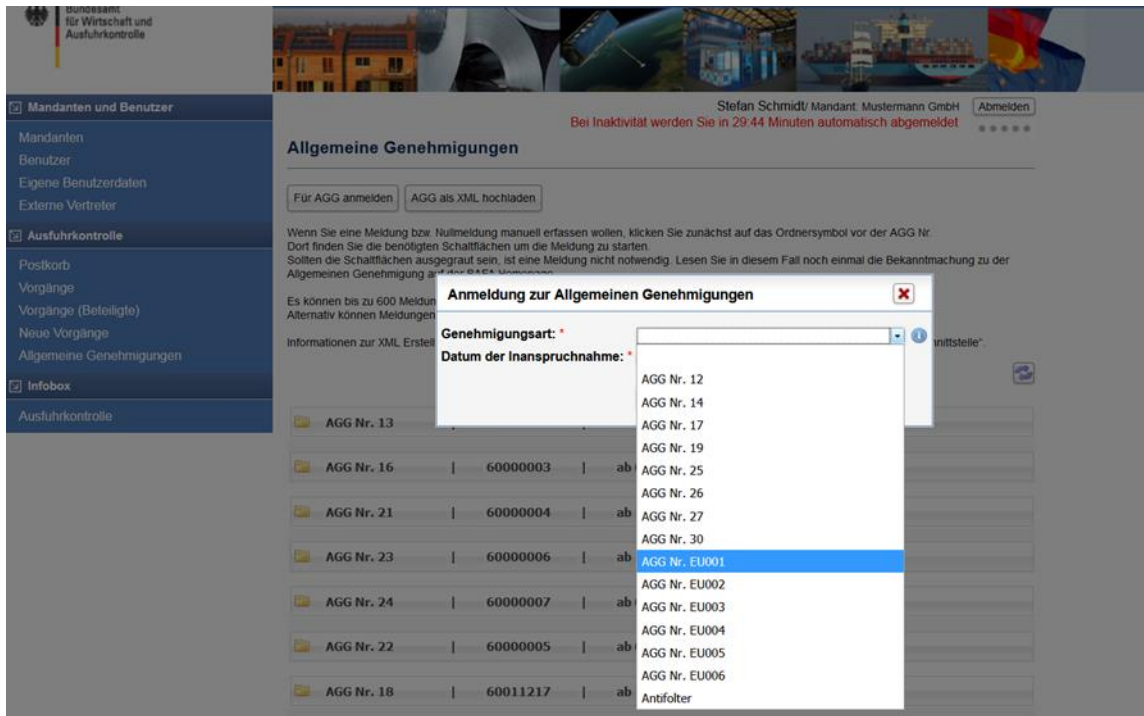 Bundesamt
für Wirtschaft und
Ausfuhrkontrolle
Mandanten und Benutzer
Mandanten
Benutzer
Eigene Benutzerdaten
Externe Vertreter
Ausfuhrkontrolle
Postkorb
Vorgänge
Vorgänge (Beteiligte)
Neue Vorgänge
Allgemeine Genehmigungen
Infobox
Ausfuhrkontrolle
Stefan Schmidt/ Mandant: Mustermann GmbH Abmelden
Bei Inaktivität werden Sie in 29:44 Minuten automatisch abgemeldet
Allgemeine Genehmigungen
Für AGG anmelden AGG als XML hochladen
Wenn Sie eine Meldung bzw. Nullmeldung manuell erfassen wollen, klicken Sie zunächst auf das Ordnersymbol vor der AGG Nr.
Dort finden Sie die benötigten Schaltflächen um die Meldung zu starten.
Sollten die Schaltflächen ausgegraut sein, ist eine Meldung nicht notwendig. Lesen Sie in diesem Fall noch einmal die Bekanntmachung zu der
Allgemeinen Genehmigung auf der BAFA Homepage
Es können bis zu 600 Meldun
Alternativ können Meldungen
Informationen zur XML Erstel nittstelle".
Anmeldung zur Allgemeinen Genehmigungen
Genehmigungsart: *
Datum der Inanspruchnahme: *
AGG Nr. 12
AGG Nr. 14
AGG Nr. 17
AGG Nr. 19
AGG Nr. 25
AGG Nr. 26
AGG Nr. 27
AGG Nr. 30
AGG Nr. EU001
AGG Nr. EU002
AGG Nr. EU003
AGG Nr. EU004
AGG Nr. EU005
AGG Nr. EU006
Antifolter
AGG Nr. 13
AGG Nr. 16 | 60000003 | ab
AGG Nr. 21 | 60000004 | ab
AGG Nr. 23 | 60000006 | ab
AGG Nr. 24 | 60000007 | ab
AGG Nr. 22 | 60000005 | ab
AGG Nr. 18 | 60011217 | ab